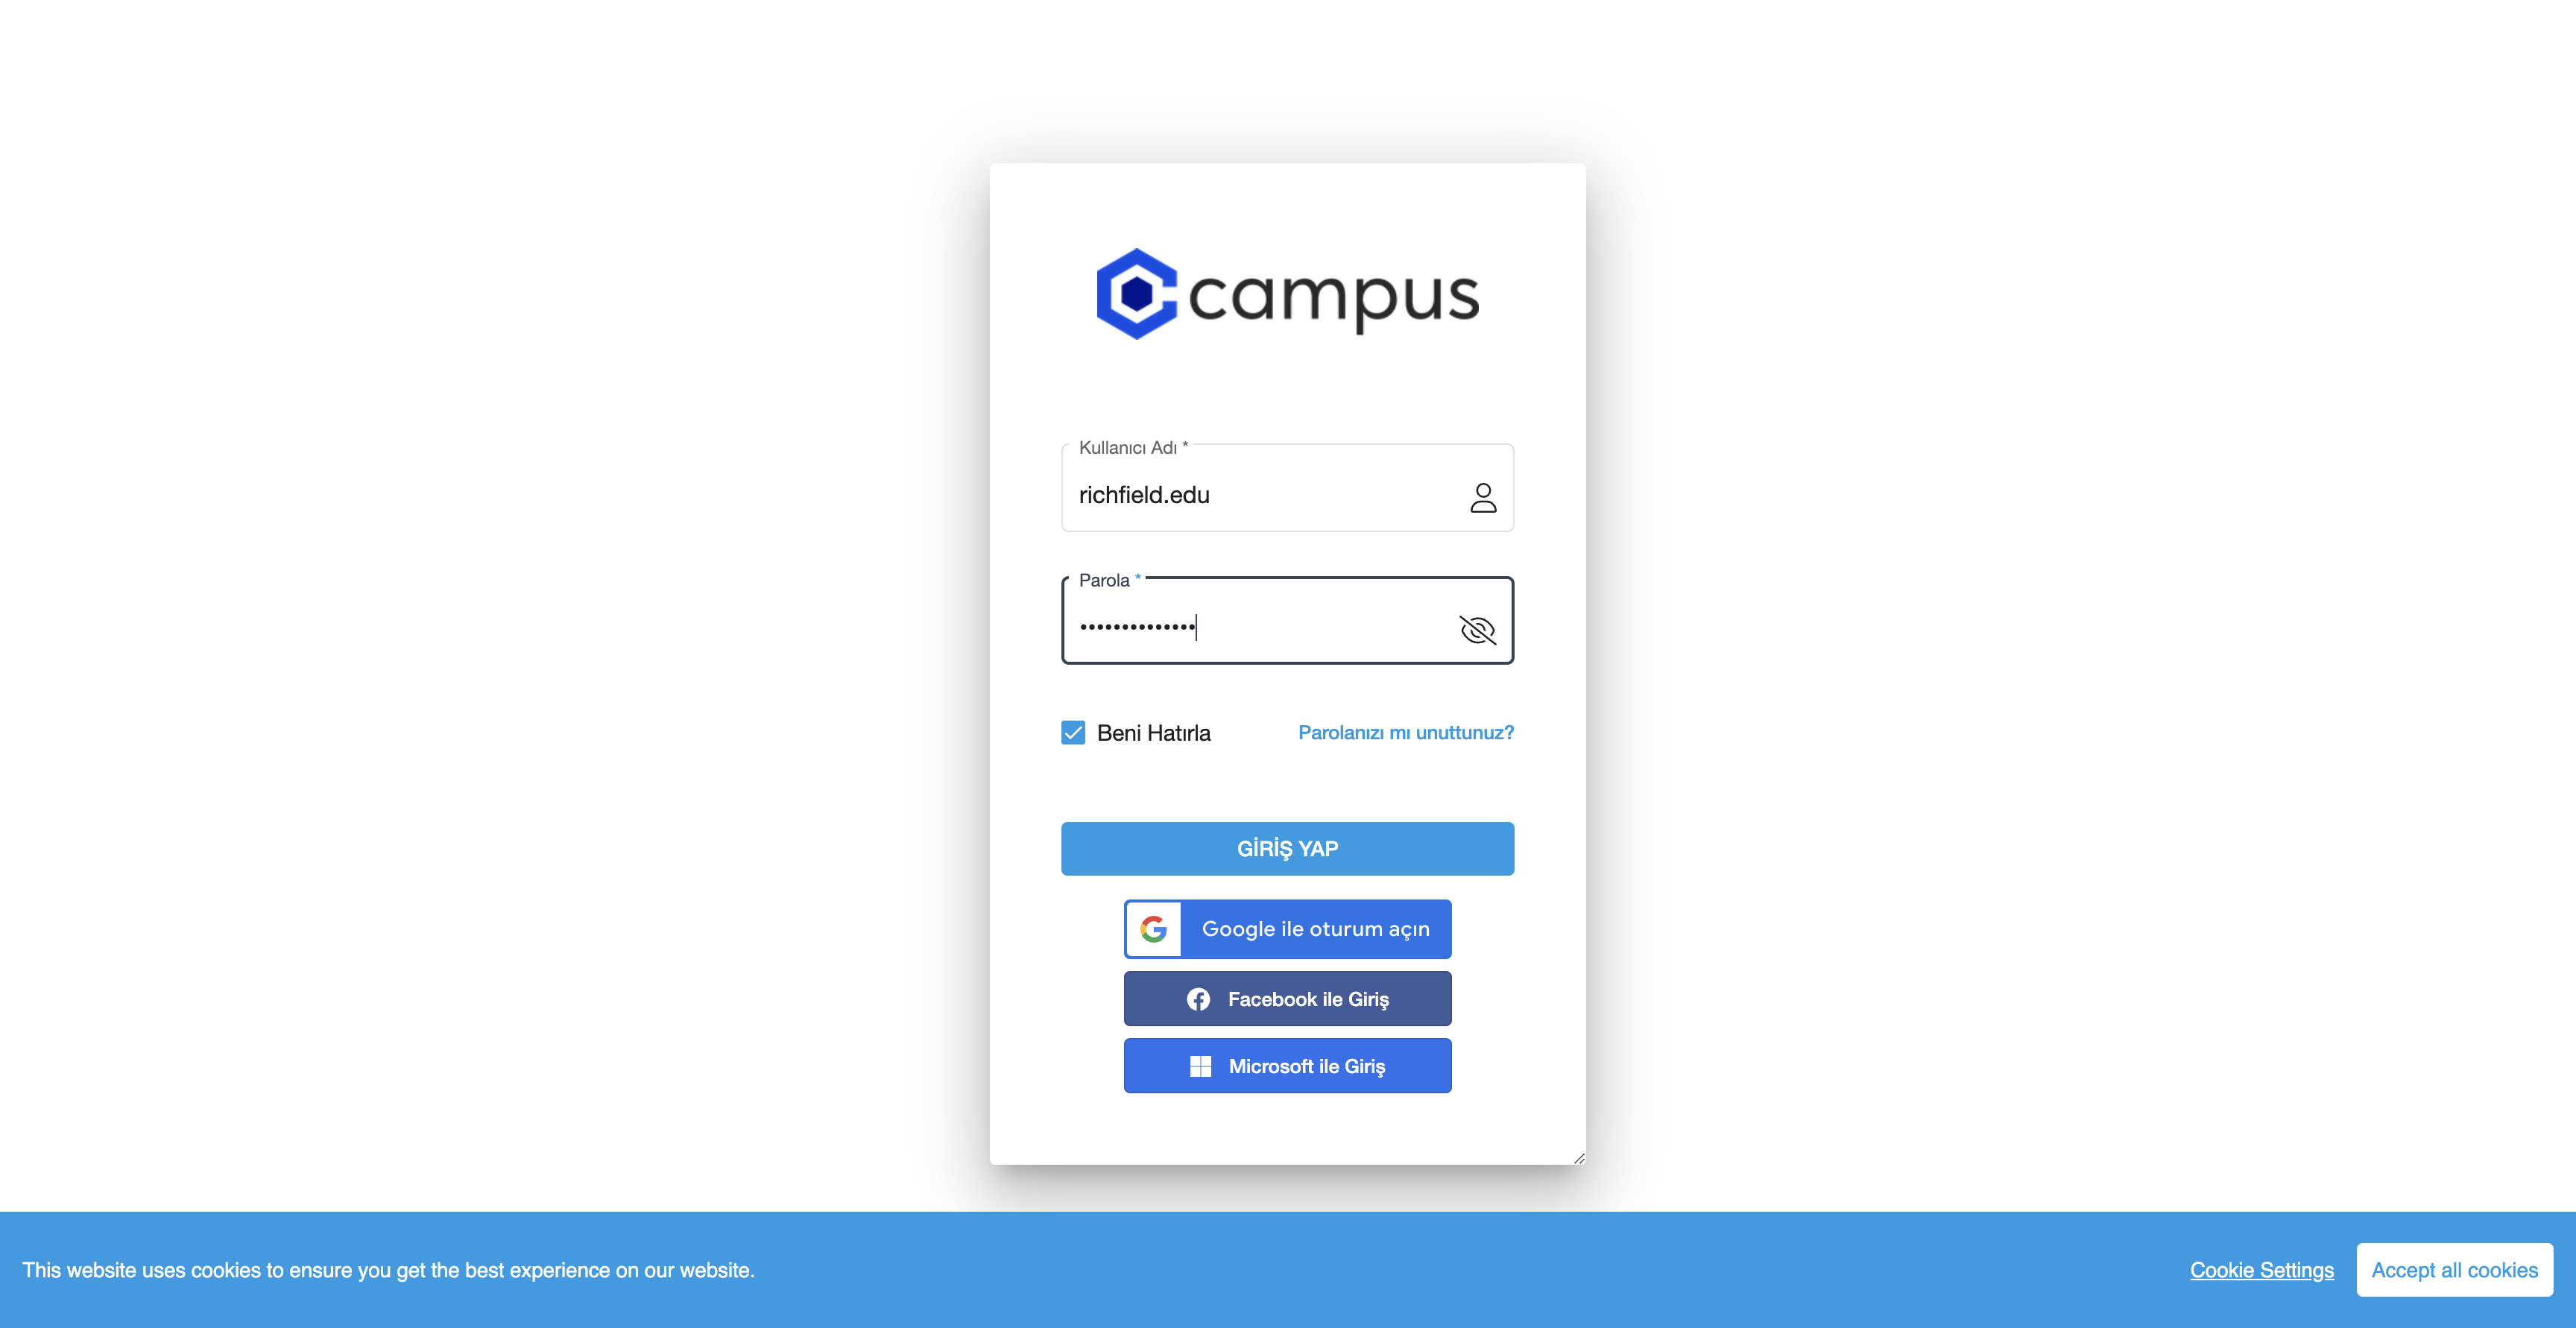 campus
Kullanıcı Adı *
richfield.edu
Parola *
••••••••••••••
Beni Hatırla
Parolanızı mı unuttunuz?
GİRİŞ YAP
Google ile oturum açın
Facebook ile Giriş
Microsoft ile Giriş
This website uses cookies to ensure you get the best experience on our website.
Cookie Settings
Accept all cookies